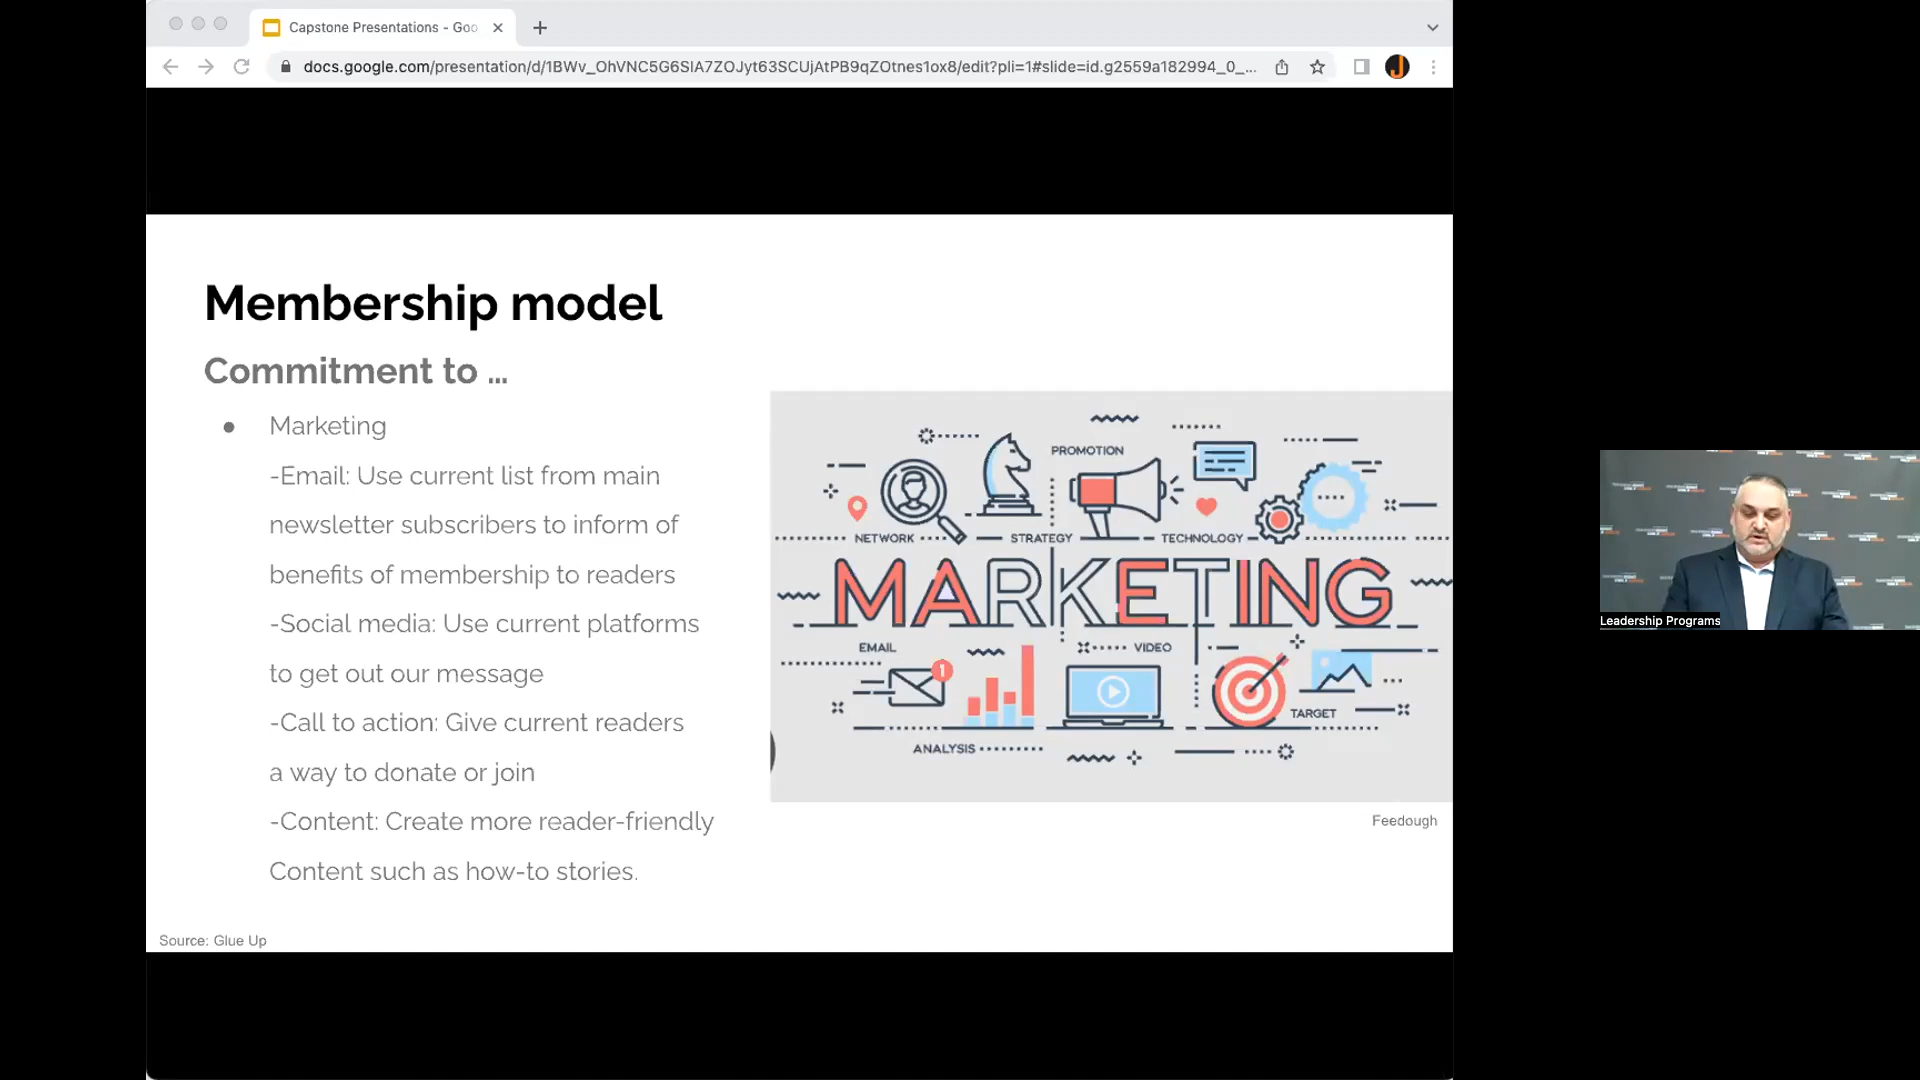 Capstone Presentations - Goo
docs.google.com/presentation/d/1BWv_OhVNC5G6SlA7ZOJyt63SCUjAtPB9qZOtnes1ox8/edit?pli=1#slide=id.g2559a182994_0_...
Membership model
Commitment to ...
● Marketing
-Email: Use current list from main
newsletter subscribers to inform of
benefits of membership to readers
-Social media: Use current platforms
to get out our message
-Call to action: Give current readers
a way to donate or join
-Content: Create more reader-friendly
Content such as how-to stories.
Source: Glue Up
PROMOTION
NETWORK
STRATEGY
TECHNOLOGY
MARKETING
EMAIL
1
VIDEO
TARGET
ANALYSIS
Feedough
Leadership Programs